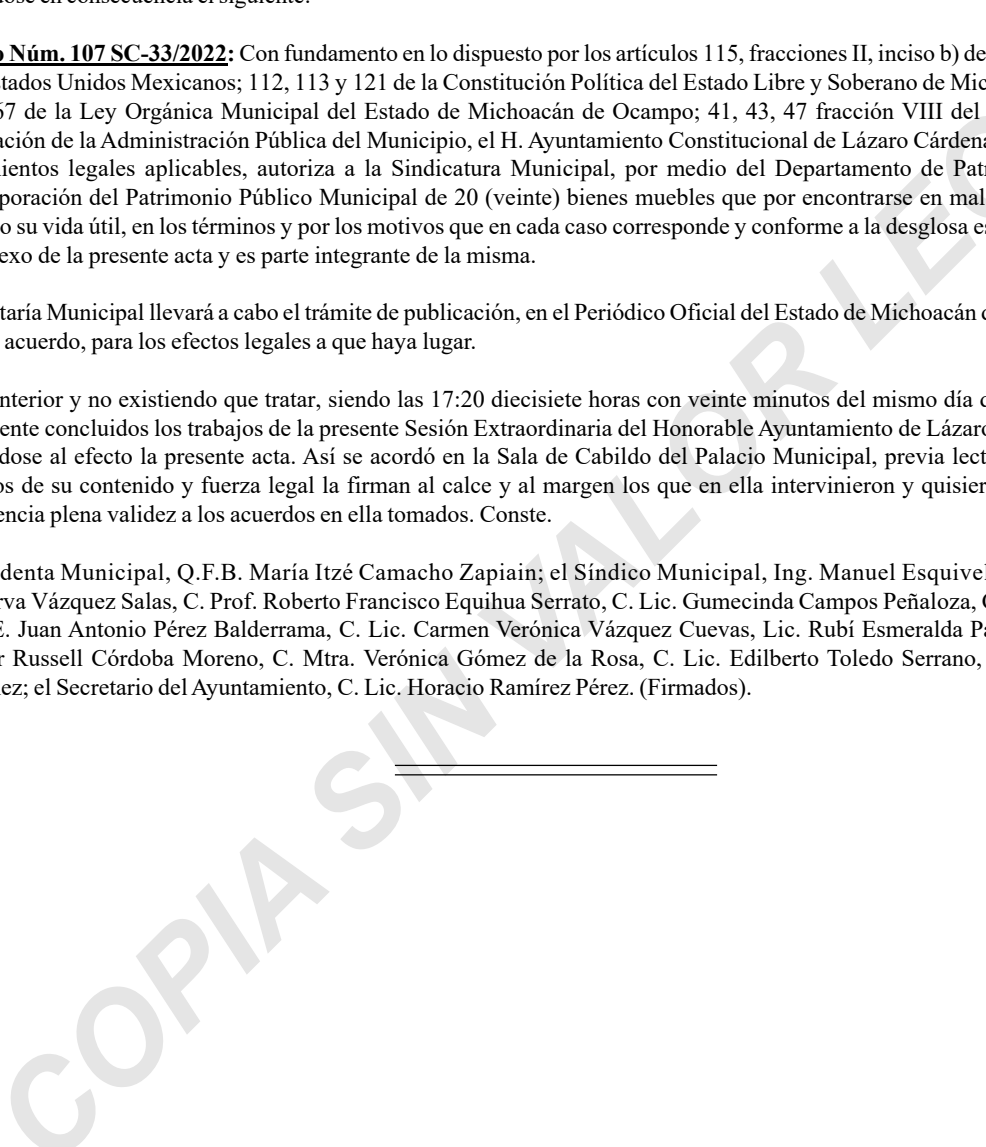 dose en consecuencia el siguiente:
o Núm. 107 SC-33/2022: Con fundamento en lo dispuesto por los artículos 115, fracciones II, inciso b) de
stados Unidos Mexicanos; 112, 113 y 121 de la Constitución Política del Estado Libre y Soberano de Mic
67 de la Ley Orgánica Municipal del Estado de Michoacán de Ocampo; 41, 43, 47 fracción VIII del
ación de la Administración Pública del Municipio, el H. Ayuntamiento Constitucional de Lázaro Cárdena
mientos legales aplicables, autoriza a la Sindicatura Municipal, por medio del Departamento de Patr
poración del Patrimonio Público Municipal de 20 (veinte) bienes muebles que por encontrarse en mal
o su vida útil, en los términos y por los motivos que en cada caso corresponde y conforme a la desglosa es
exo de la presente acta y es parte integrante de la misma.
taría Municipal llevará a cabo el trámite de publicación, en el Periódico Oficial del Estado de Michoacán d
acuerdo, para los efectos legales a que haya lugar.
nterior y no existiendo que tratar, siendo las 17:20 diecisiete horas con veinte minutos del mismo día d
ente concluidos los trabajos de la presente Sesión Extraordinaria del Honorable Ayuntamiento de Lázaro
dose al efecto la presente acta. Así se acordó en la Sala de Cabildo del Palacio Municipal, previa lect
os de su contenido y fuerza legal la firman al calce y al margen los que en ella intervinieron y quisier
encia plena validez a los acuerdos en ella tomados. Conste.
denta Municipal, Q.F.B. María Itzé Camacho Zapiain; el Síndico Municipal, Ing. Manuel Esquivel
rva Vázquez Salas, C. Prof. Roberto Francisco Equihua Serrato, C. Lic. Gumecinda Campos Peñaloza, C
E. Juan Antonio Pérez Balderrama, C. Lic. Carmen Verónica Vázquez Cuevas, Lic. Rubí Esmeralda Pa
r Russell Córdoba Moreno, C. Mtra. Verónica Gómez de la Rosa, C. Lic. Edilberto Toledo Serrano,
ez; el Secretario del Ayuntamiento, C. Lic. Horacio Ramírez Pérez. (Firmados).
COPIA SIN VALOR LEG